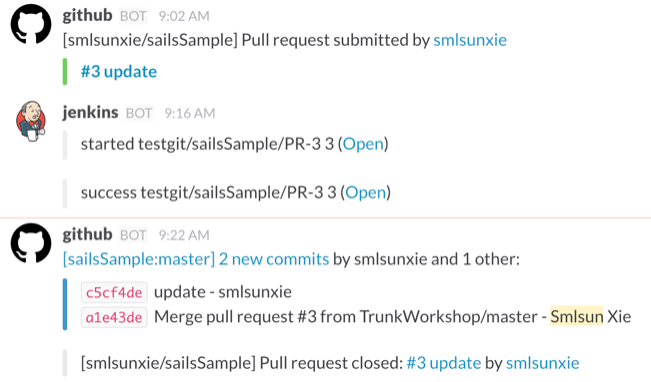 github BOT 9:02 AM
[smlsunxie/sailsSample] Pull request submitted by smlsunxie
#3 update
jenkins BOT 9:16 AM
started testgit/sailsSample/PR-3 3 (Open)
success testgit/sailsSample/PR-3 3 (Open)
github BOT 9:22 AM
[sailsSample:master] 2 new commits by smlsunxie and 1 other:
c5cf4de update - smlsunxie
a1e43de Merge pull request #3 from TrunkWorkshop/master - Smlsun Xie
[smlsunxie/sailsSample] Pull request closed: #3 update by smlsunxie